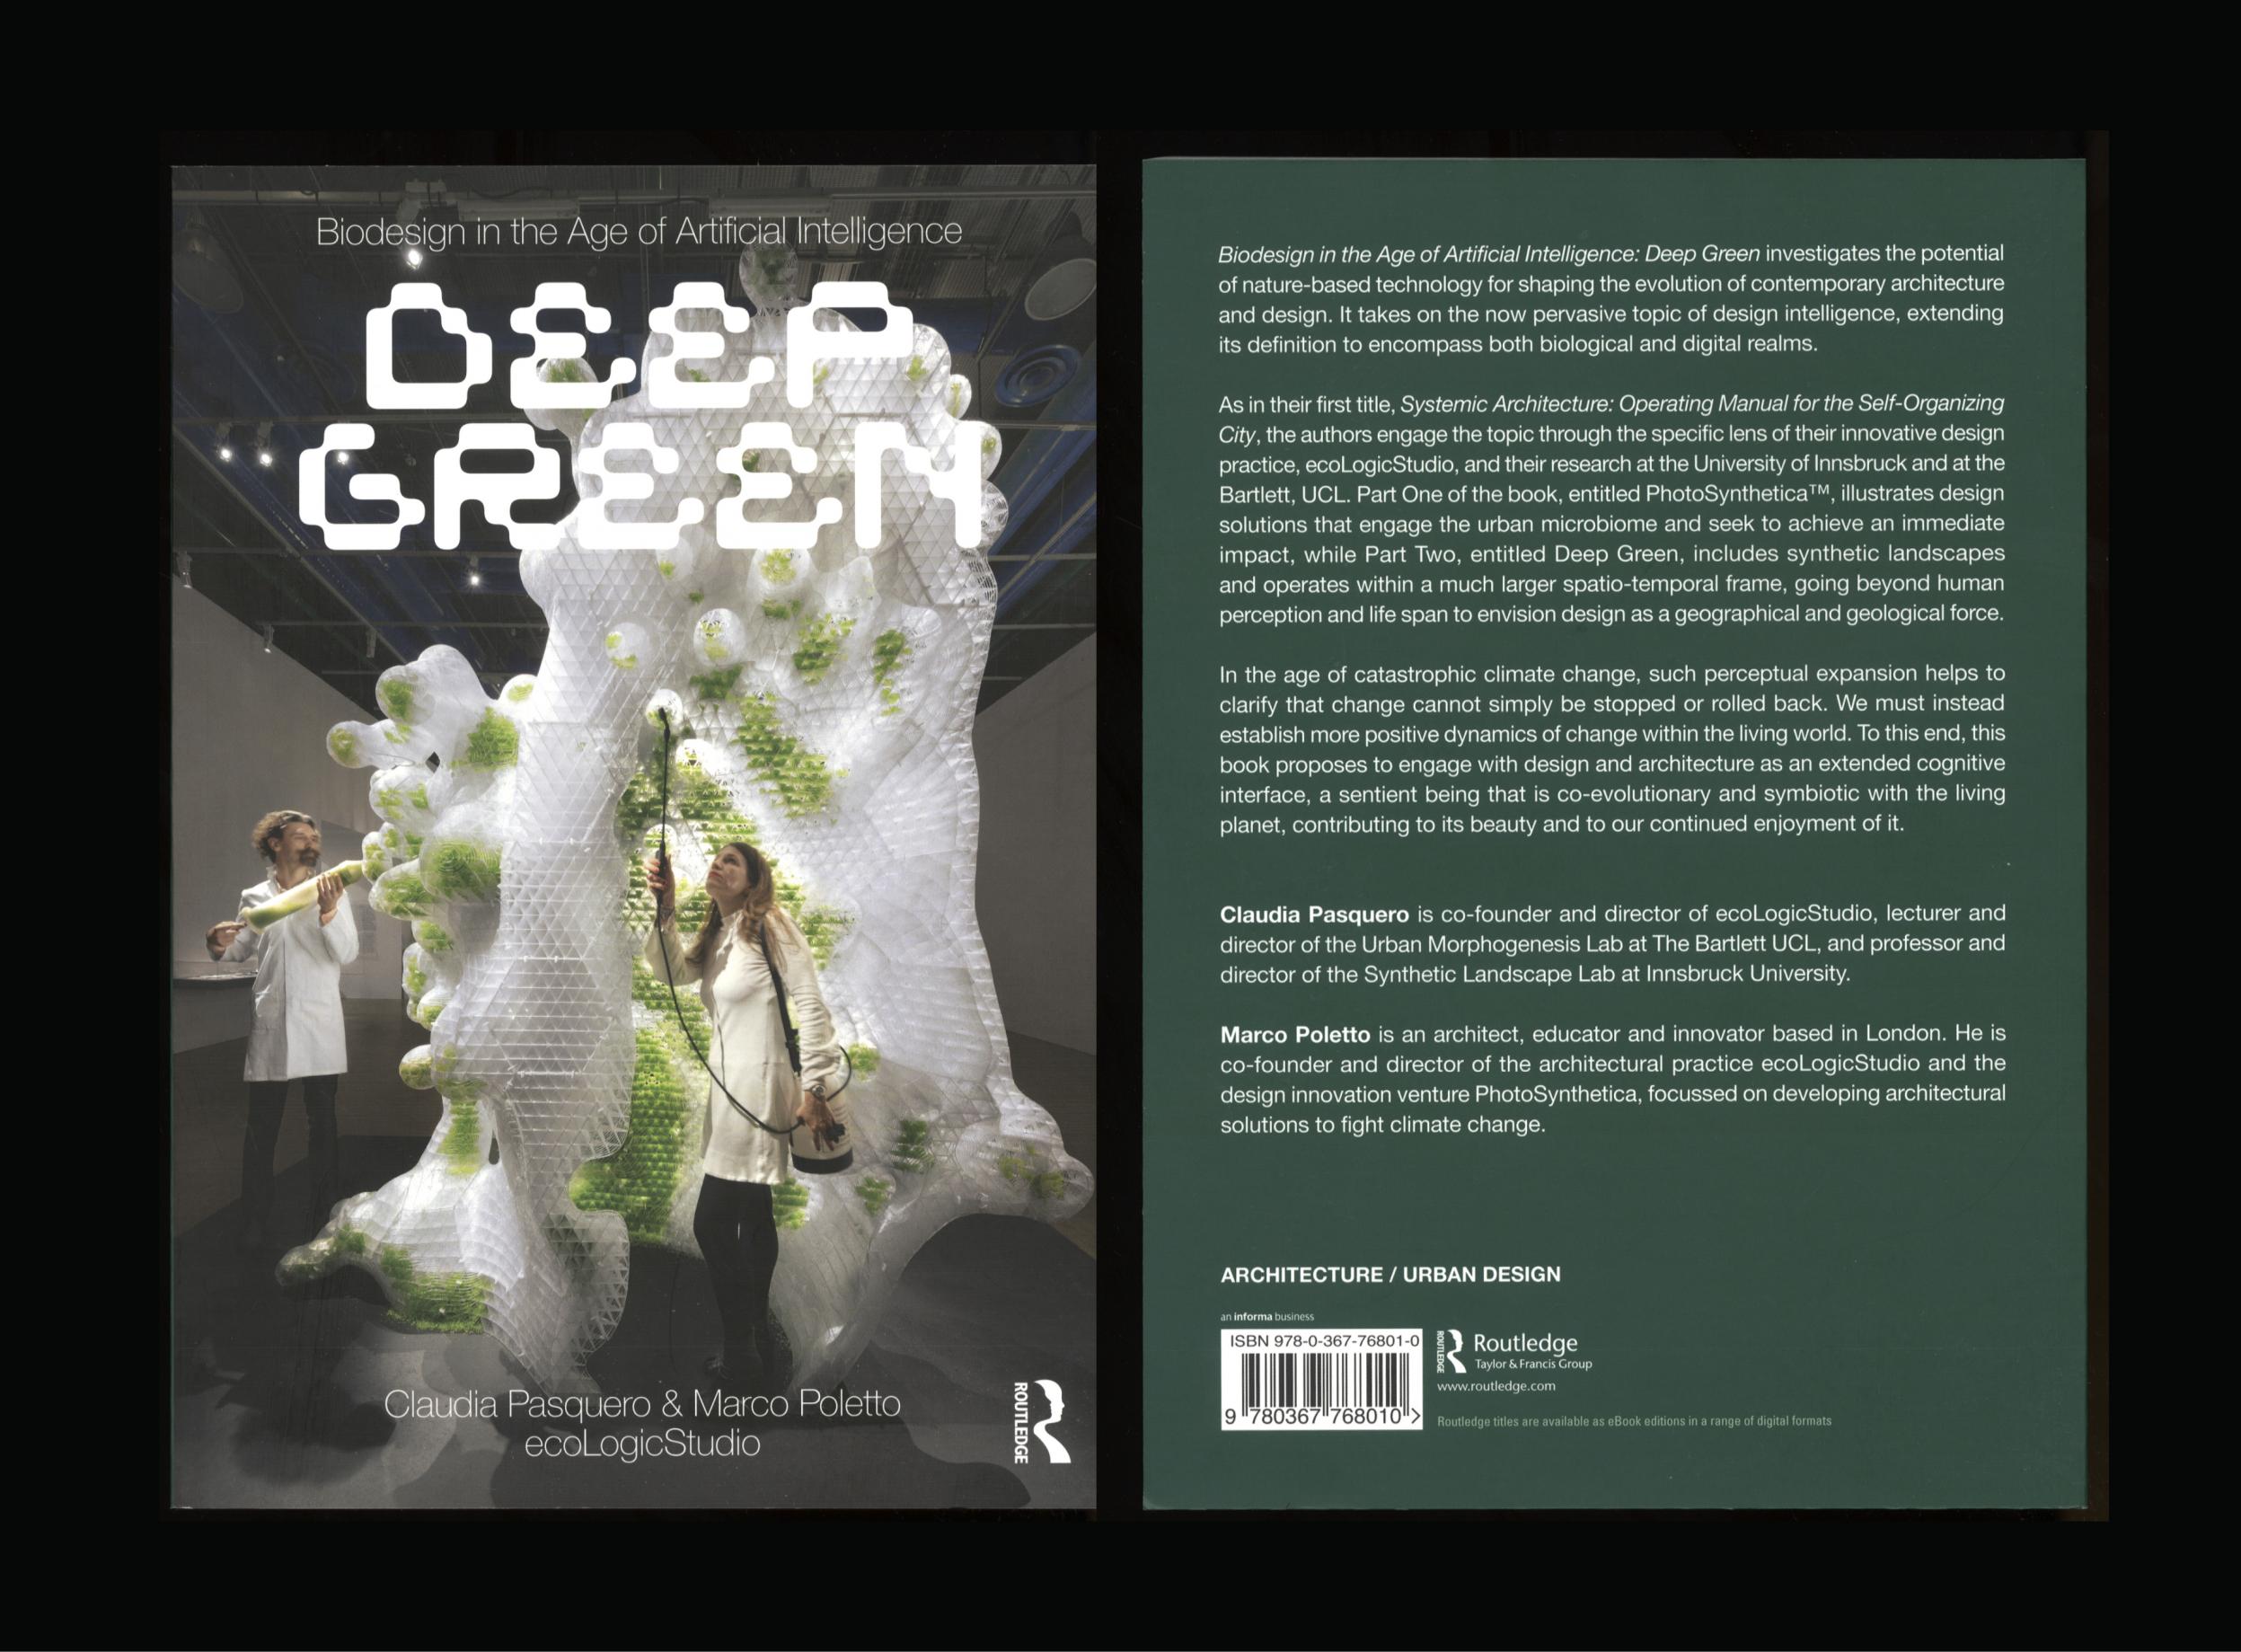 Biodesign in the Age of Artificial Intelligence
DEEP
GREEN
Claudia Pasquero & Marco Poletto
ecoLogicStudio
ROUTLEDGE
Biodesign in the Age of Artificial Intelligence: Deep Green investigates the potential
of nature-based technology for shaping the evolution of contemporary architecture
and design. It takes on the now pervasive topic of design intelligence, extending
its definition to encompass both biological and digital realms.
As in their first title, Systemic Architecture: Operating Manual for the Self-Organizing
City, the authors engage the topic through the specific lens of their innovative design
practice, ecoLogicStudio, and their research at the University of Innsbruck and at the
Bartlett, UCL. Part One of the book, entitled PhotoSynthetica™, illustrates design
solutions that engage the urban microbiome and seek to achieve an immediate
impact, while Part Two, entitled Deep Green, includes synthetic landscapes
and operates within a much larger spatio-temporal frame, going beyond human
perception and life span to envision design as a geographical and geological force.
In the age of catastrophic climate change, such perceptual expansion helps to
clarify that change cannot simply be stopped or rolled back. We must instead
establish more positive dynamics of change within the living world. To this end, this
book proposes to engage with design and architecture as an extended cognitive
interface, a sentient being that is co-evolutionary and symbiotic with the living
planet, contributing to its beauty and to our continued enjoyment of it.
Claudia Pasquero is co-founder and director of ecoLogicStudio, lecturer and
director of the Urban Morphogenesis Lab at The Bartlett UCL, and professor and
director of the Synthetic Landscape Lab at Innsbruck University.
Marco Poletto is an architect, educator and innovator based in London. He is
co-founder and director of the architectural practice ecoLogicStudio and the
design innovation venture PhotoSynthetica, focussed on developing architectural
solutions to fight climate change.
ARCHITECTURE / URBAN DESIGN
an informa business
ISBN 978-0-367-76801-0
9 780367 768010 >
ROUTLEDGE
Routledge
Taylor & Francis Group
www.routledge.com
Routledge titles are available as eBook editions in a range of digital formats